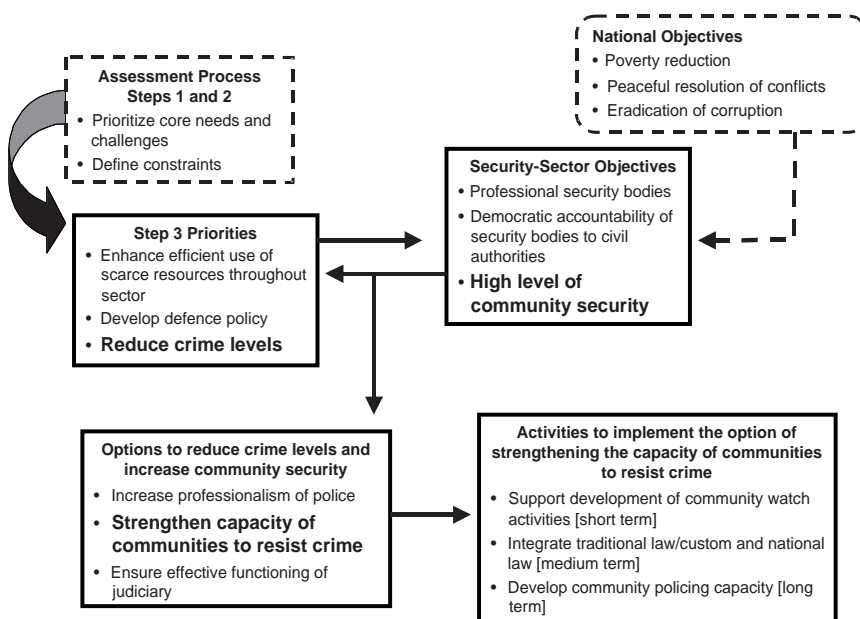 Assessment Process
Steps 1 and 2
• Prioritize core needs and
challenges
• Define constraints
National Objectives
• Poverty reduction
• Peaceful resolution of conflicts
• Eradication of corruption
Step 3 Priorities
• Enhance efficient use of
scarce resources throughout
sector
• Develop defence policy
• Reduce crime levels
Security-Sector Objectives
• Professional security bodies
• Democratic accountability of
security bodies to civil
authorities
• High level of
community security
Options to reduce crime levels and
increase community security
• Increase professionalism of police
• Strengthen capacity of
communities to resist crime
• Ensure effective functioning of
judiciary
Activities to implement the option of
strengthening the capacity of communities
to resist crime
• Support development of community watch
activities [short term]
• Integrate traditional law/custom and national
law [medium term]
• Develop community policing capacity [long
term]